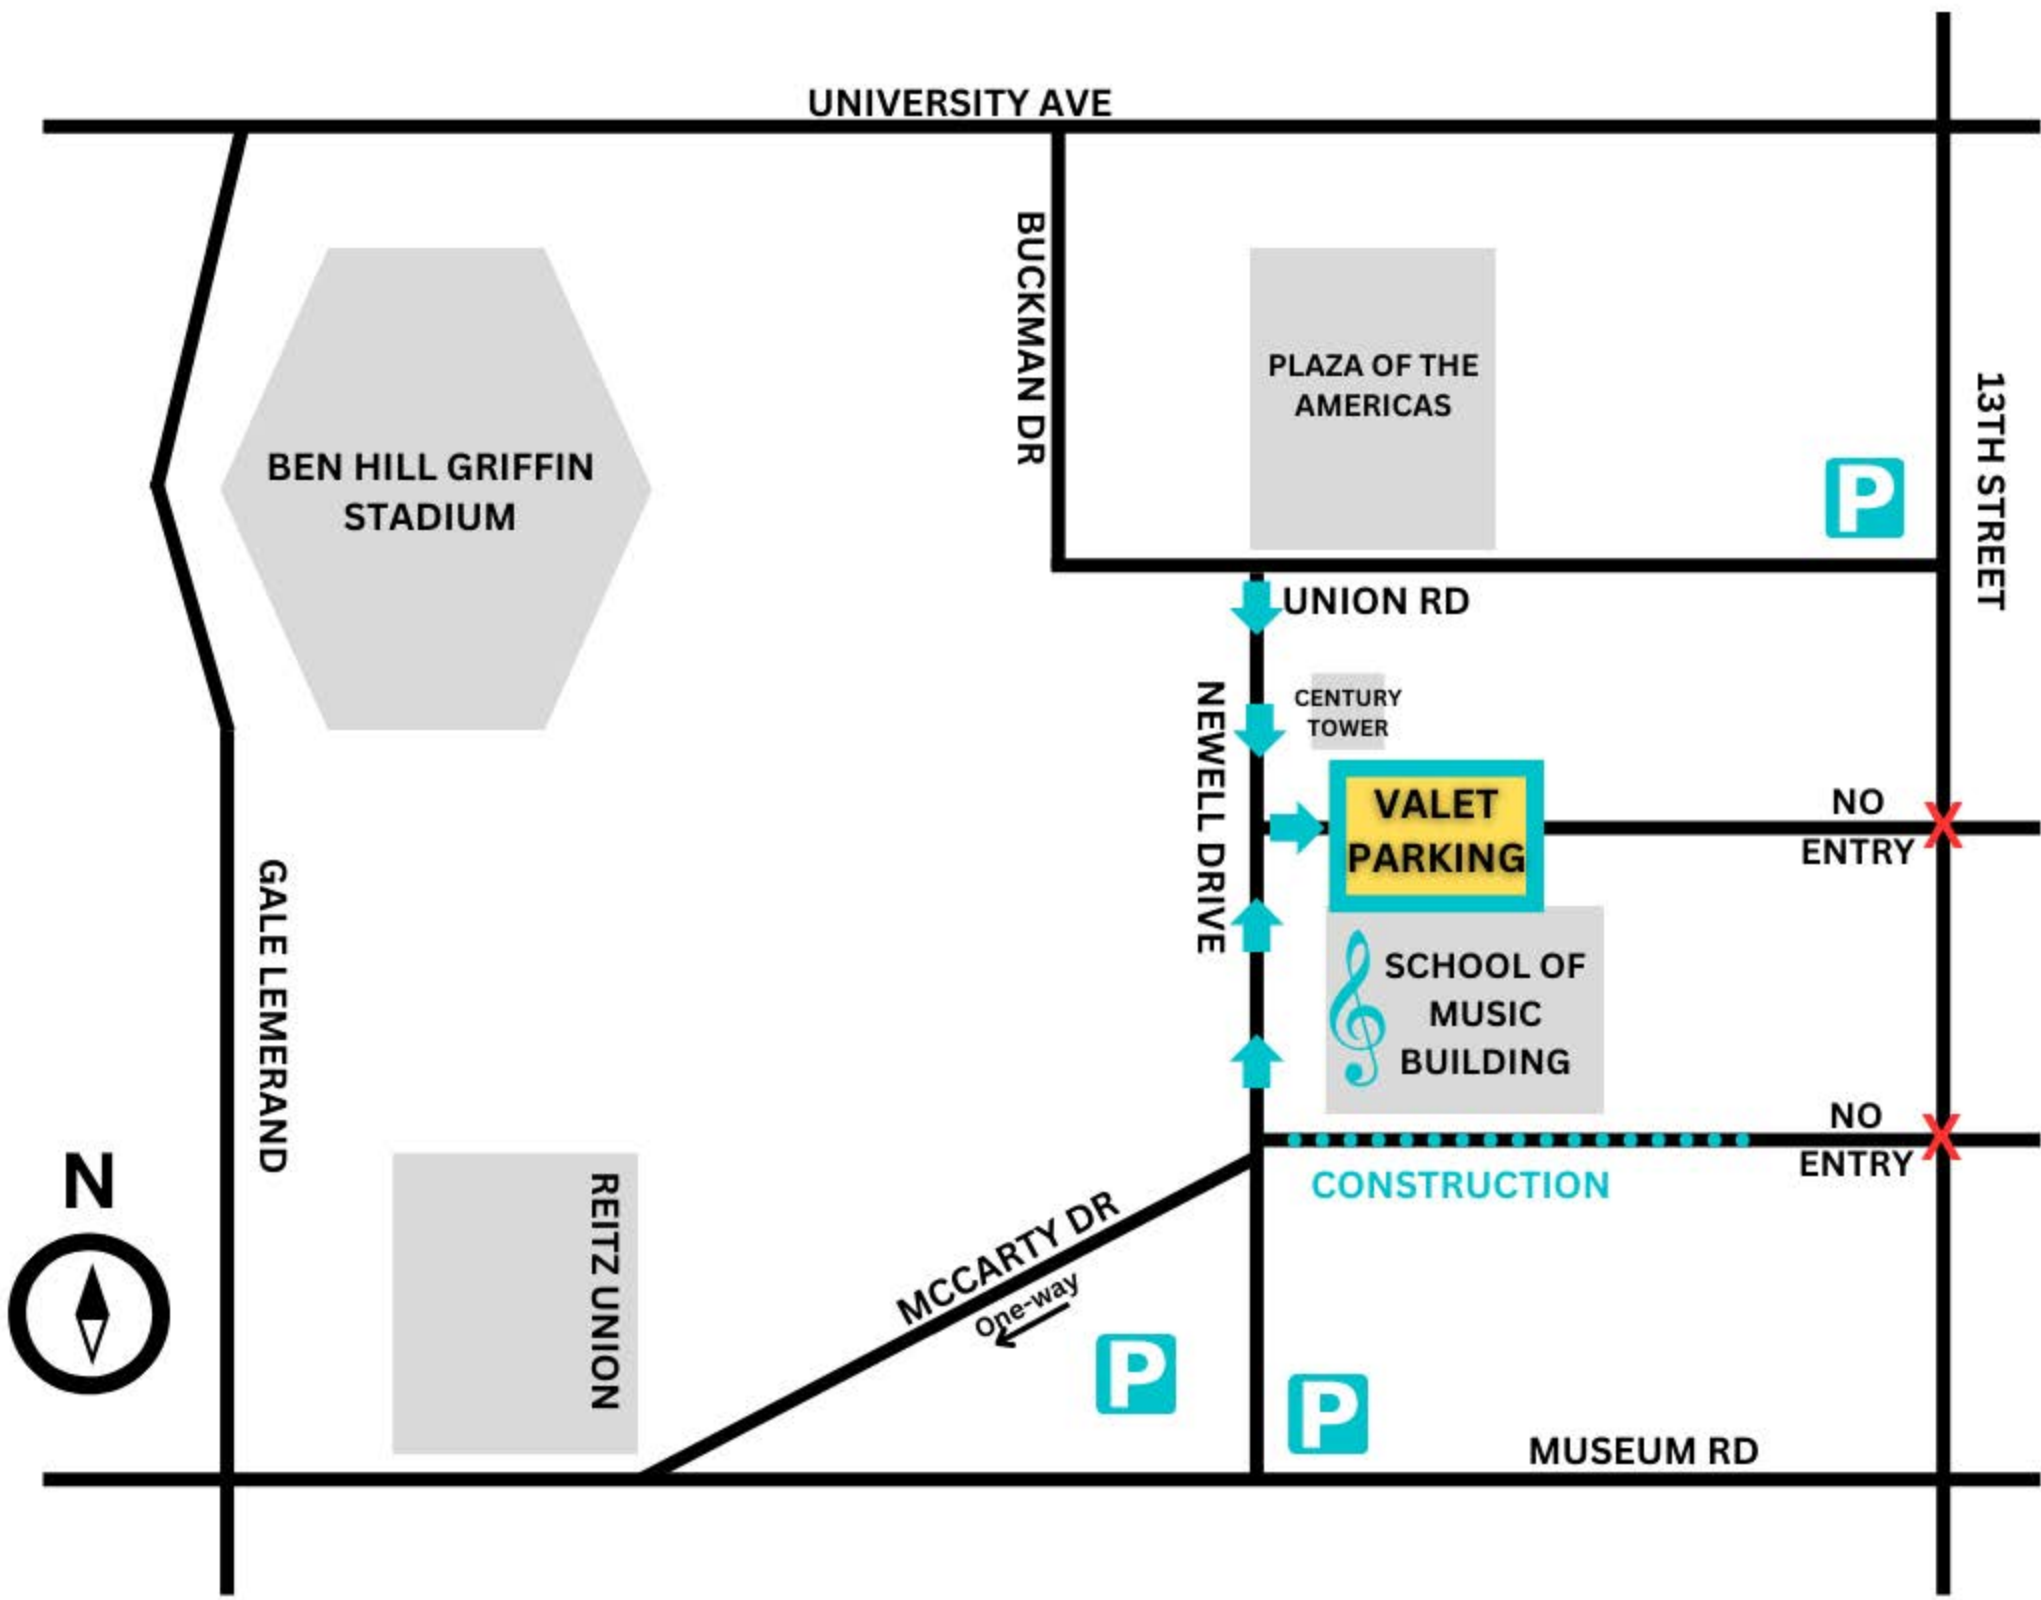 UNIVERSITY AVE
BUCKMAN DR
PLAZA OF THE
AMERICAS
13TH STREET
P
BEN HILL GRIFFIN
STADIUM
UNION RD
CENTURY
TOWER
NEWELL DRIVE
VALET
PARKING
NO
ENTRY
X
GALE LEMERAND
SCHOOL OF
MUSIC
BUILDING
NO
ENTRY
X
CONSTRUCTION
N
REITZ UNION
MCCARTY DR
One-way
P
P
MUSEUM RD